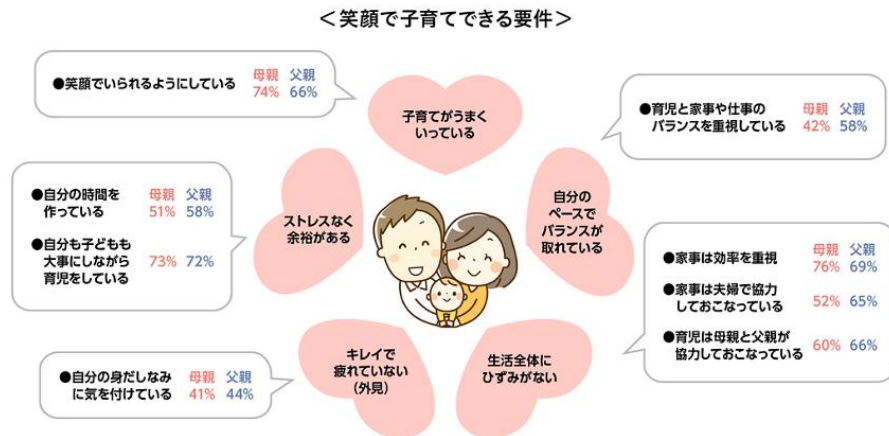 ＜笑顔で子育てできる要件＞
●笑顔でいられるようにしている 母親 74% 父親 66%
子育てがうまく
いっている
●育児と家事や仕事の
バランスを重視している
母親 父親
42% 58%
●自分の時間を
作っている
母親 父親
51% 58%
●自分も子どもも
大事にしながら
育児をしている
73% 72%
ストレスなく
余裕がある
自分の
ペースで
バランスが
取れている
●家事は効率を重視
母親 父親
76% 69%
●家事は夫婦で協力
しておこなっている
52% 65%
●育児は母親と父親が
協力しておこなっている
60% 66%
●自分の身だしなみ
に気を付けている
母親 父親
41% 44%
キレイで
疲れていない
（外見）
生活全体に
ひずみがない